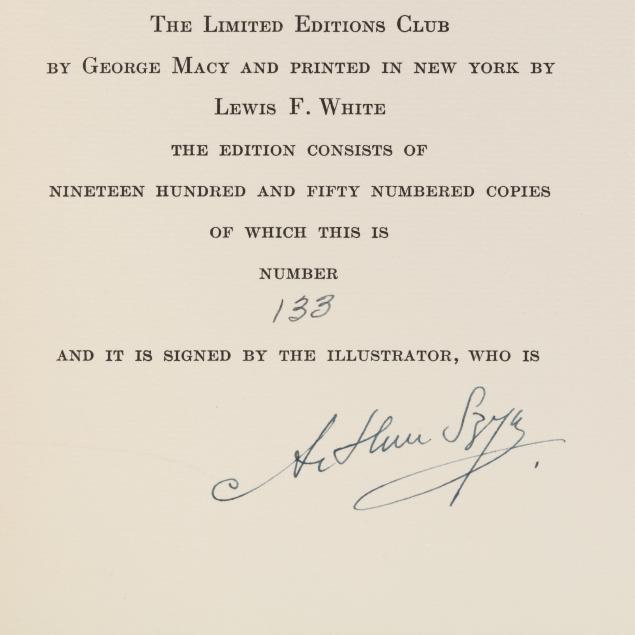 The Limited Editions Club
by George Macy and printed in new york by
Lewis F. White
the edition consists of
nineteen hundred and fifty numbered copies
of which this is
number
133
and it is signed by the illustrator, who is
Arthur Szyk